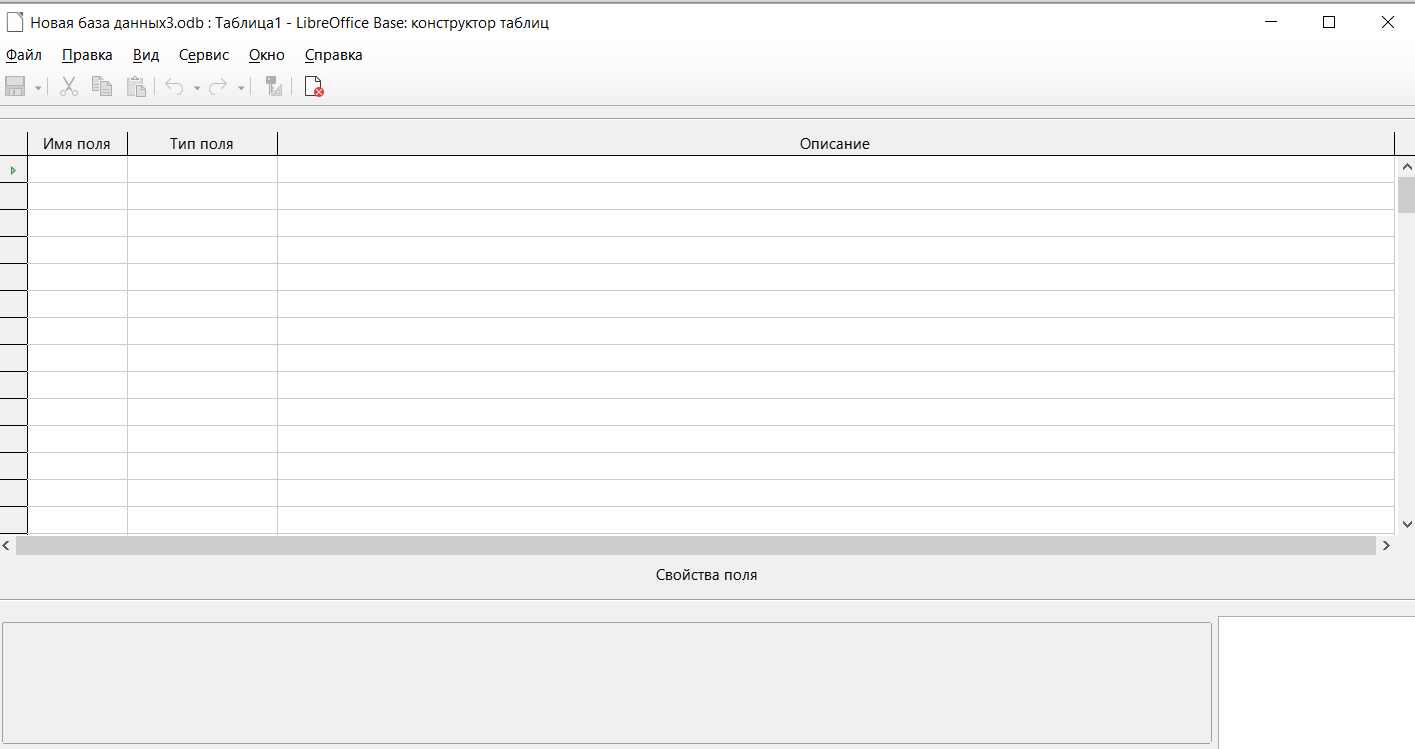 Новая база данных3.odb : Таблица1 - LibreOffice Base: конструктор таблиц
Файл Правка Вид Сервис Окно Справка
Имя поля Тип поля Описание
Свойства поля